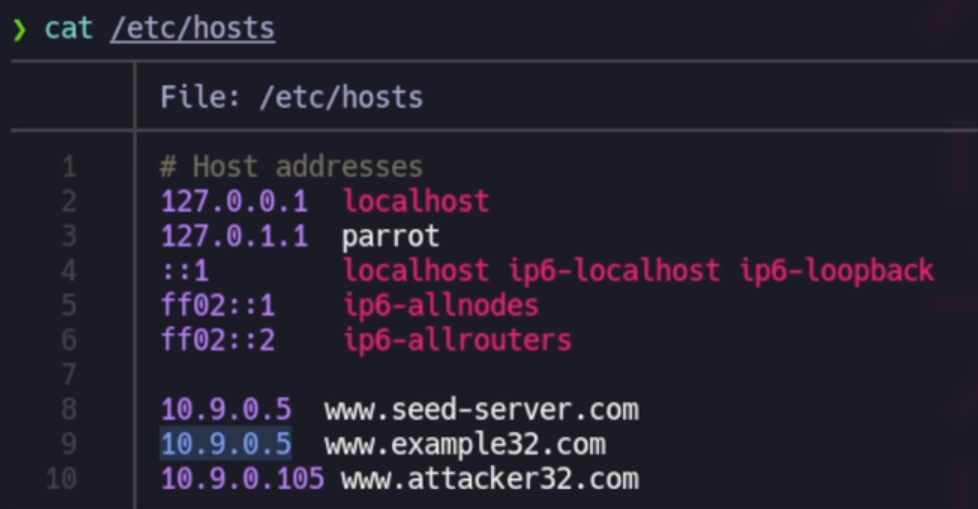 ❯ cat /etc/hosts
File: /etc/hosts
1 # Host addresses
2 127.0.0.1 localhost
3 127.0.1.1 parrot
4 ::1 localhost ip6-localhost ip6-loopback
5 ff02::1 ip6-allnodes
6 ff02::2 ip6-allrouters
7
8 10.9.0.5 www.seed-server.com
9 10.9.0.5 www.example32.com
10 10.9.0.105 www.attacker32.com